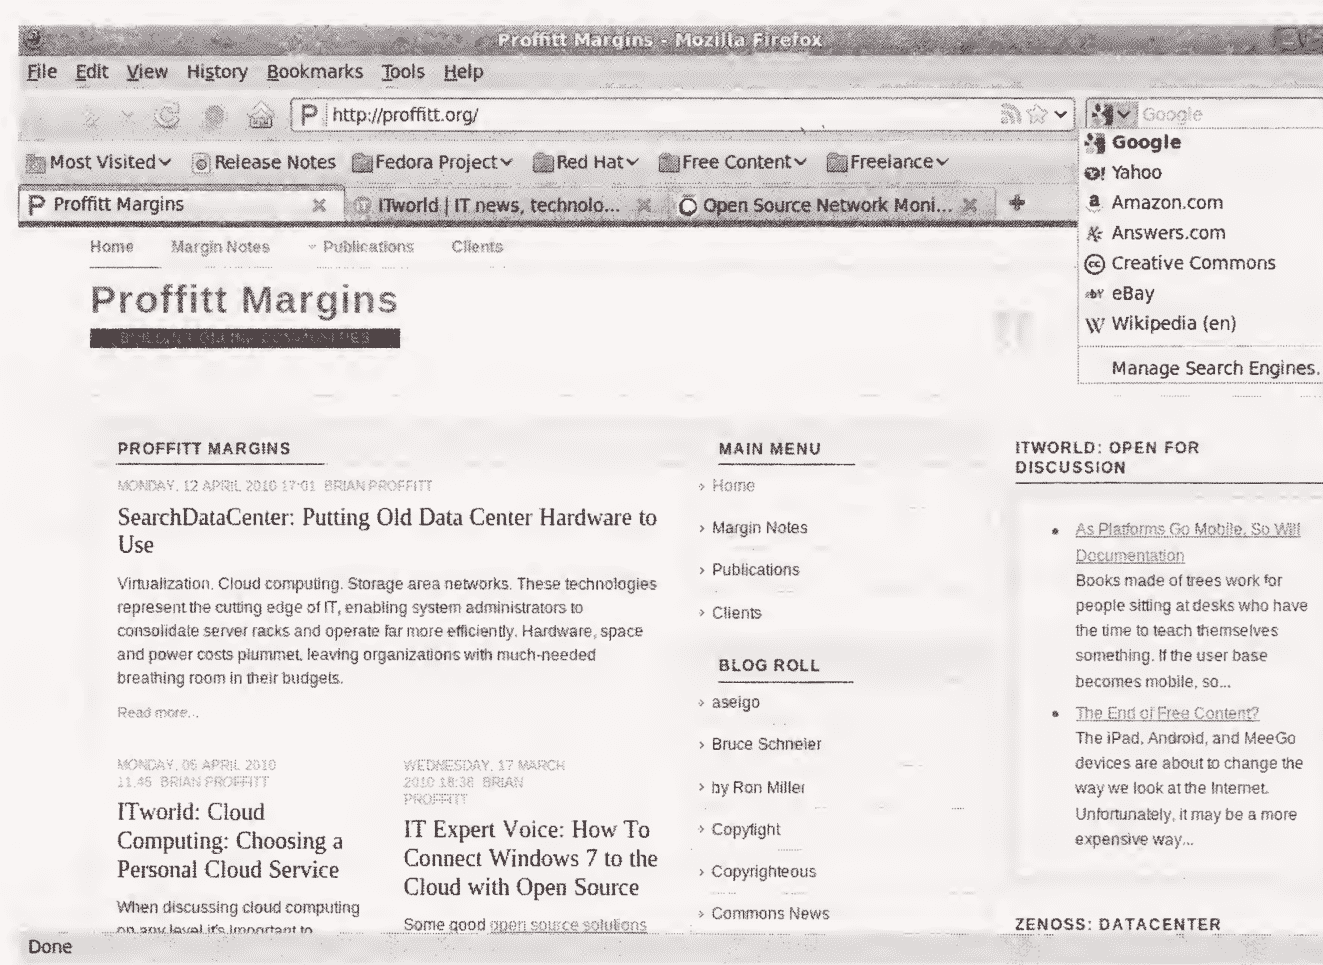 Proffitt Margins - Mozilla Firefox
File Edit View History Bookmarks Tools Help
http://proffitt.org/
Google
Most Visited Release Notes Fedora Project Red Hat Free Content Freelance
Proffitt Margins
ITworld | IT news, technolo...
Open Source Network Moni...
Google
Yahoo
Amazon.com
Answers.com
Creative Commons
eBay
Wikipedia (en)
Manage Search Engines.
Home Margin Notes Publications Clients
Proffitt Margins
PROFFITT MARGINS
MONDAY, 12 APRIL 2010 17:01 BRIAN PROFFITT
SearchDataCenter: Putting Old Data Center Hardware to
Use
Virtualization. Cloud computing. Storage area networks. These technologies
represent the cutting edge of IT, enabling system administrators to
consolidate server racks and operate far more efficiently. Hardware, space
and power costs plummet, leaving organizations with much-needed
breathing room in their budgets.
Read more...
MONDAY, 05 APRIL 2010
11:45 BRIAN PROFFITT
ITworld: Cloud
Computing: Choosing a
Personal Cloud Service
When discussing cloud computing
on any level it's important to
WEDNESDAY, 17 MARCH
2010 18:38 BRIAN
PROFFITT
IT Expert Voice: How To
Connect Windows 7 to the
Cloud with Open Source
Some good open source solutions
MAIN MENU
Home
Margin Notes
Publications
Clients
BLOG ROLL
aseigo
Bruce Schneier
by Ron Miller
Copyfight
Copyrighteous
Commons News
ITWORLD: OPEN FOR
DISCUSSION
As Platforms Go Mobile, So Will
Documentation
Books made of trees work for
people sitting at desks who have
the time to teach themselves
something. If the user base
becomes mobile, so...
The End of Free Content?
The iPad, Android, and MeeGo
devices are about to change the
way we look at the Internet.
Unfortunately, it may be a more
expensive way...
ZENOSS: DATACENTER
Done